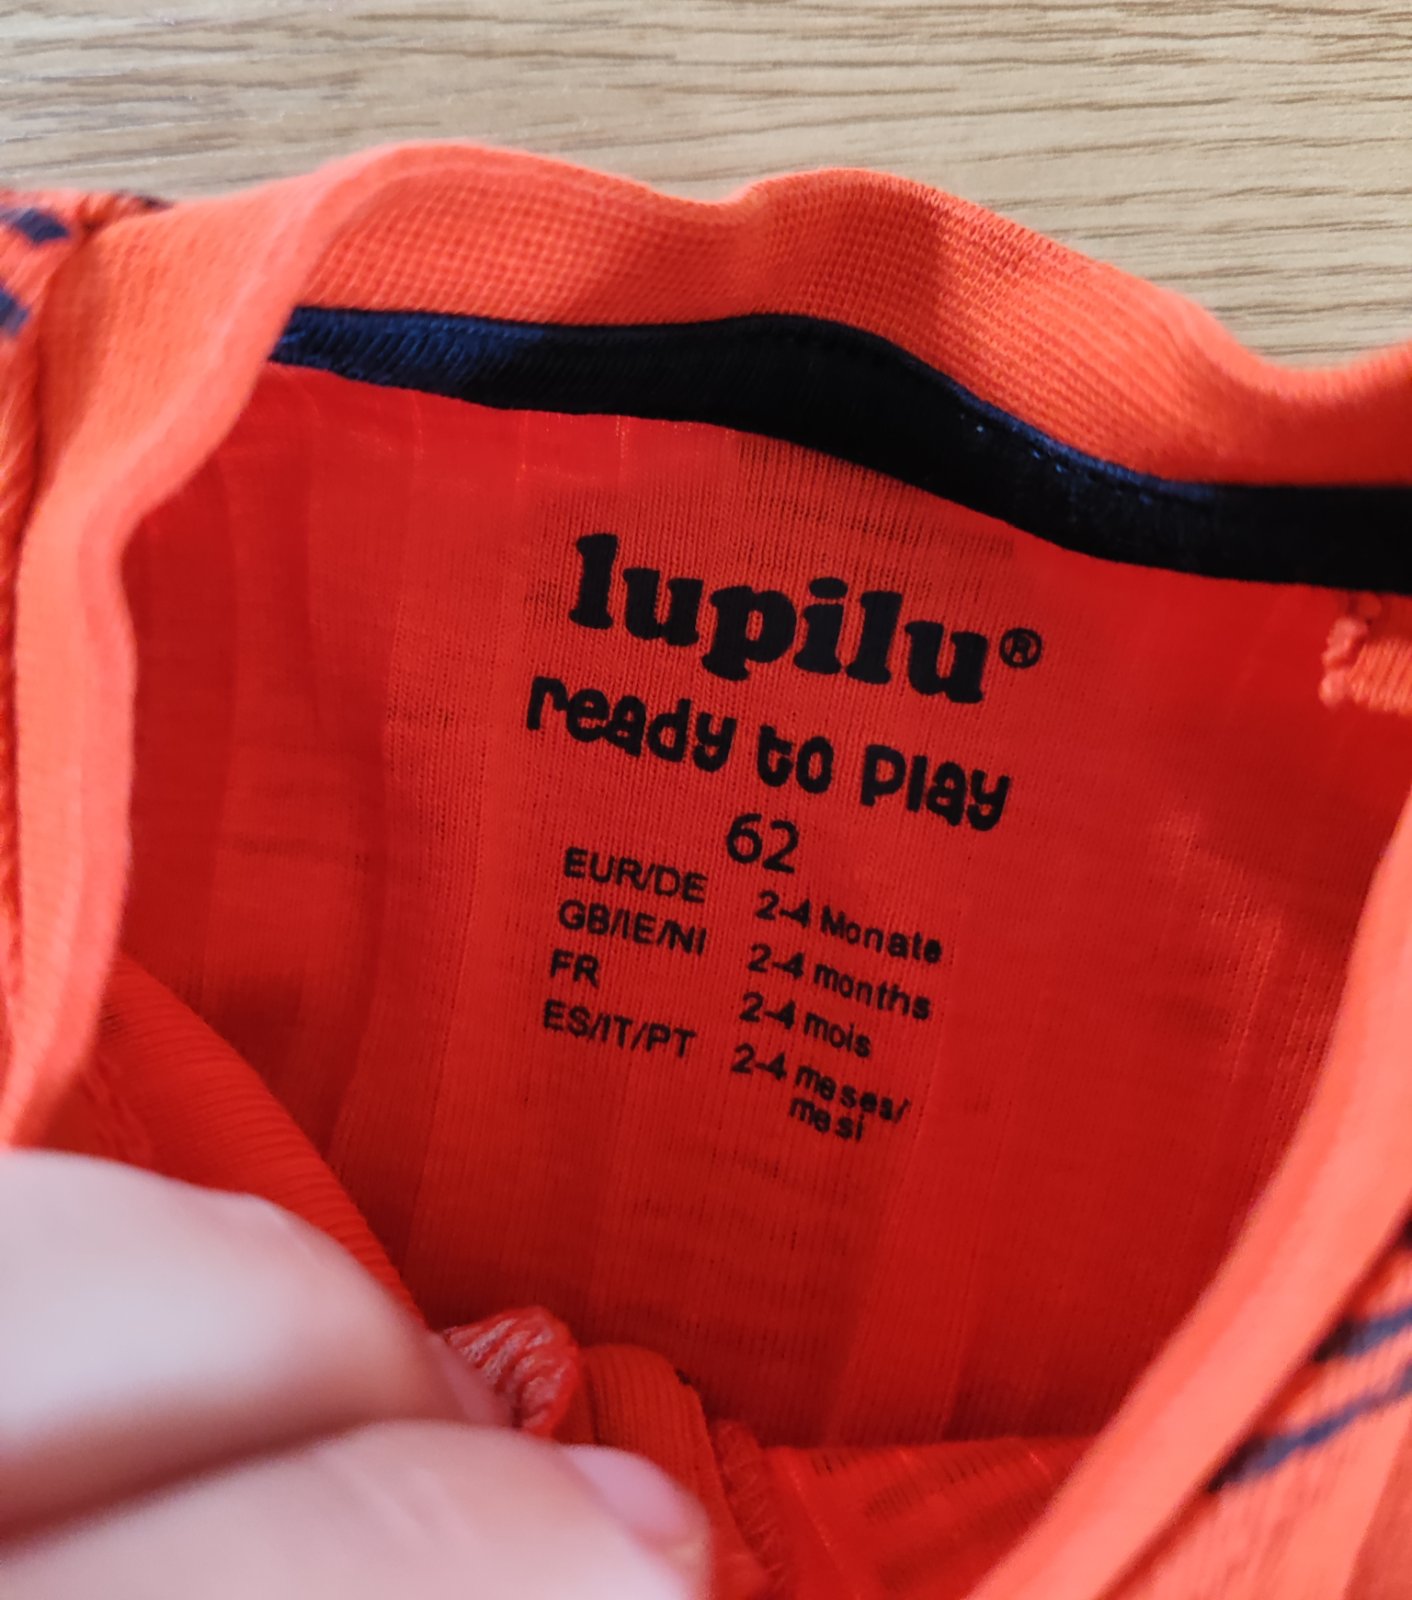 lupilu®
ready to play
62
EUR/DE 2-4 Monate
GB/IE/NI 2-4 months
FR 2-4 mois
ES/IT/PT 2-4 meses/
mesi